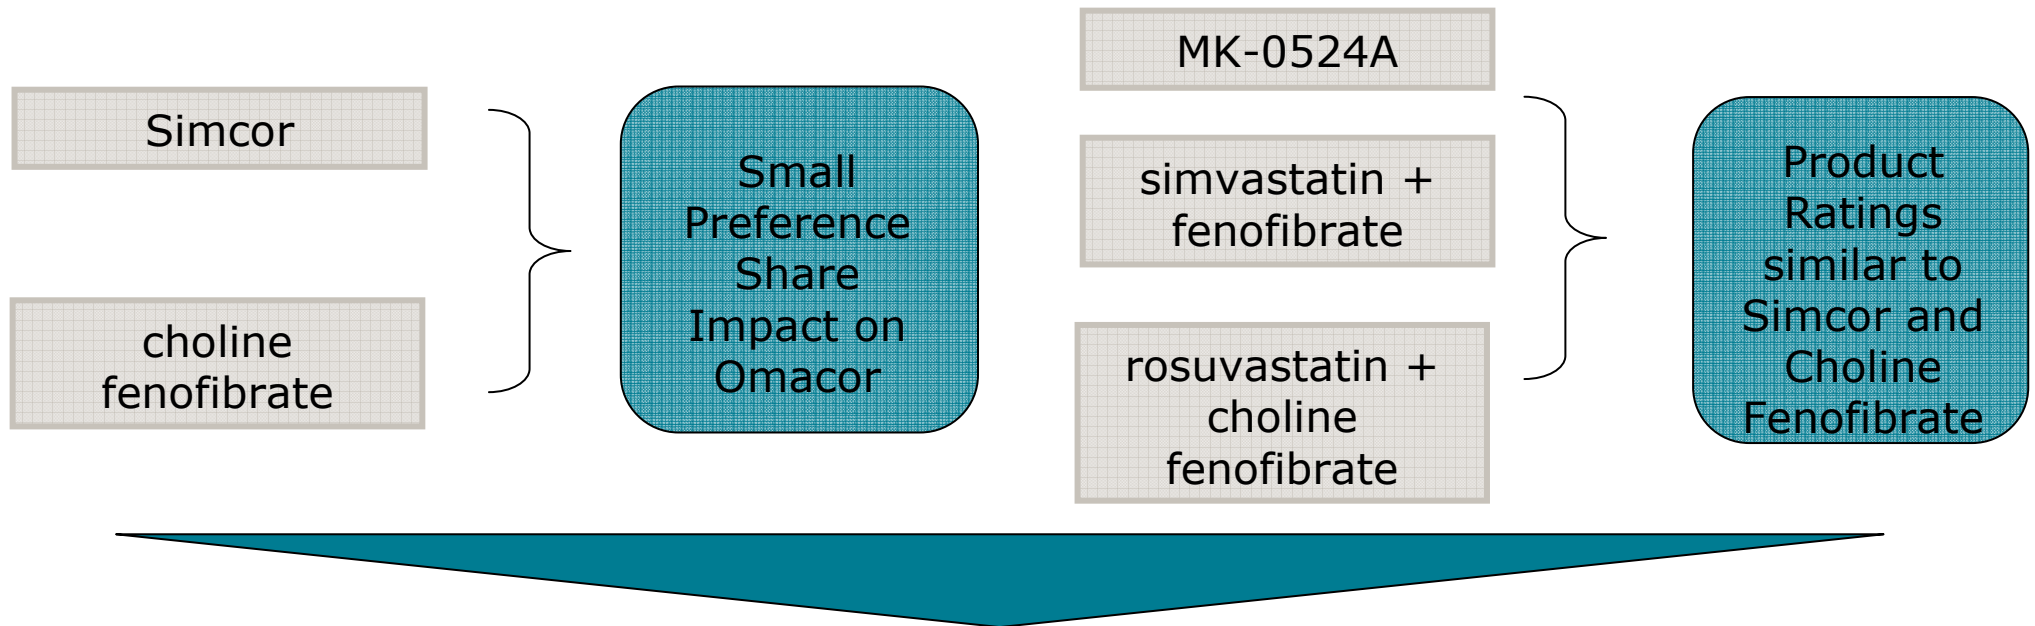 Simcor
choline
fenofibrate
Small
Preference
Share
Impact on
Omacor
MK-0524A
simvastatin +
fenofibrate
rosuvastatin +
choline
fenofibrate
Product
Ratings
similar to
Simcor and
Choline
Fenofibrate